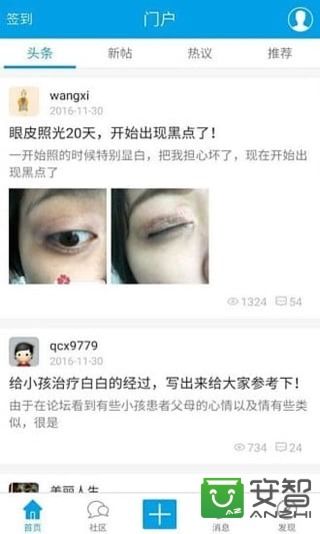 签到
门户
头条
新帖
热议
推荐
wangxi
2016-11-30
眼皮照光20天，开始出现黑点了！
一开始照的时候特别显白，把我担心坏了，现在开始出
现黑点了
1324
54
qcx9779
2016-11-30
给小孩治疗白白的经过，写出来给大家参考下！
由于在论坛看到有些小孩患者父母的心情以及情有些类
似，很是
734
24
美丽人生
首页
社区
消息
发现
安智
ANZHI